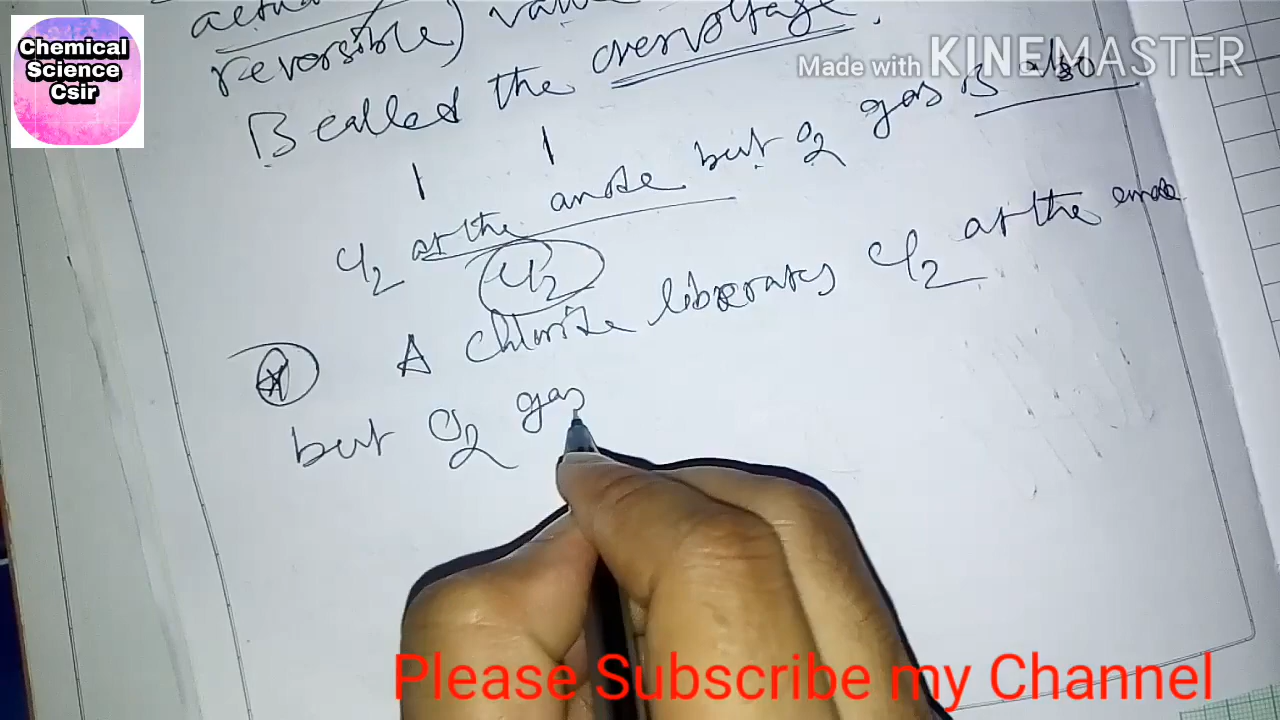 Chemical
Science
Csir
Made with KINEMASTER
reversible) val
is called the overvoltage.
Cl2 at the anode but O2 gas is also
Cl2
A chloride liberates Cl2 at the anode
but O2 gas
Please Subscribe my Channel